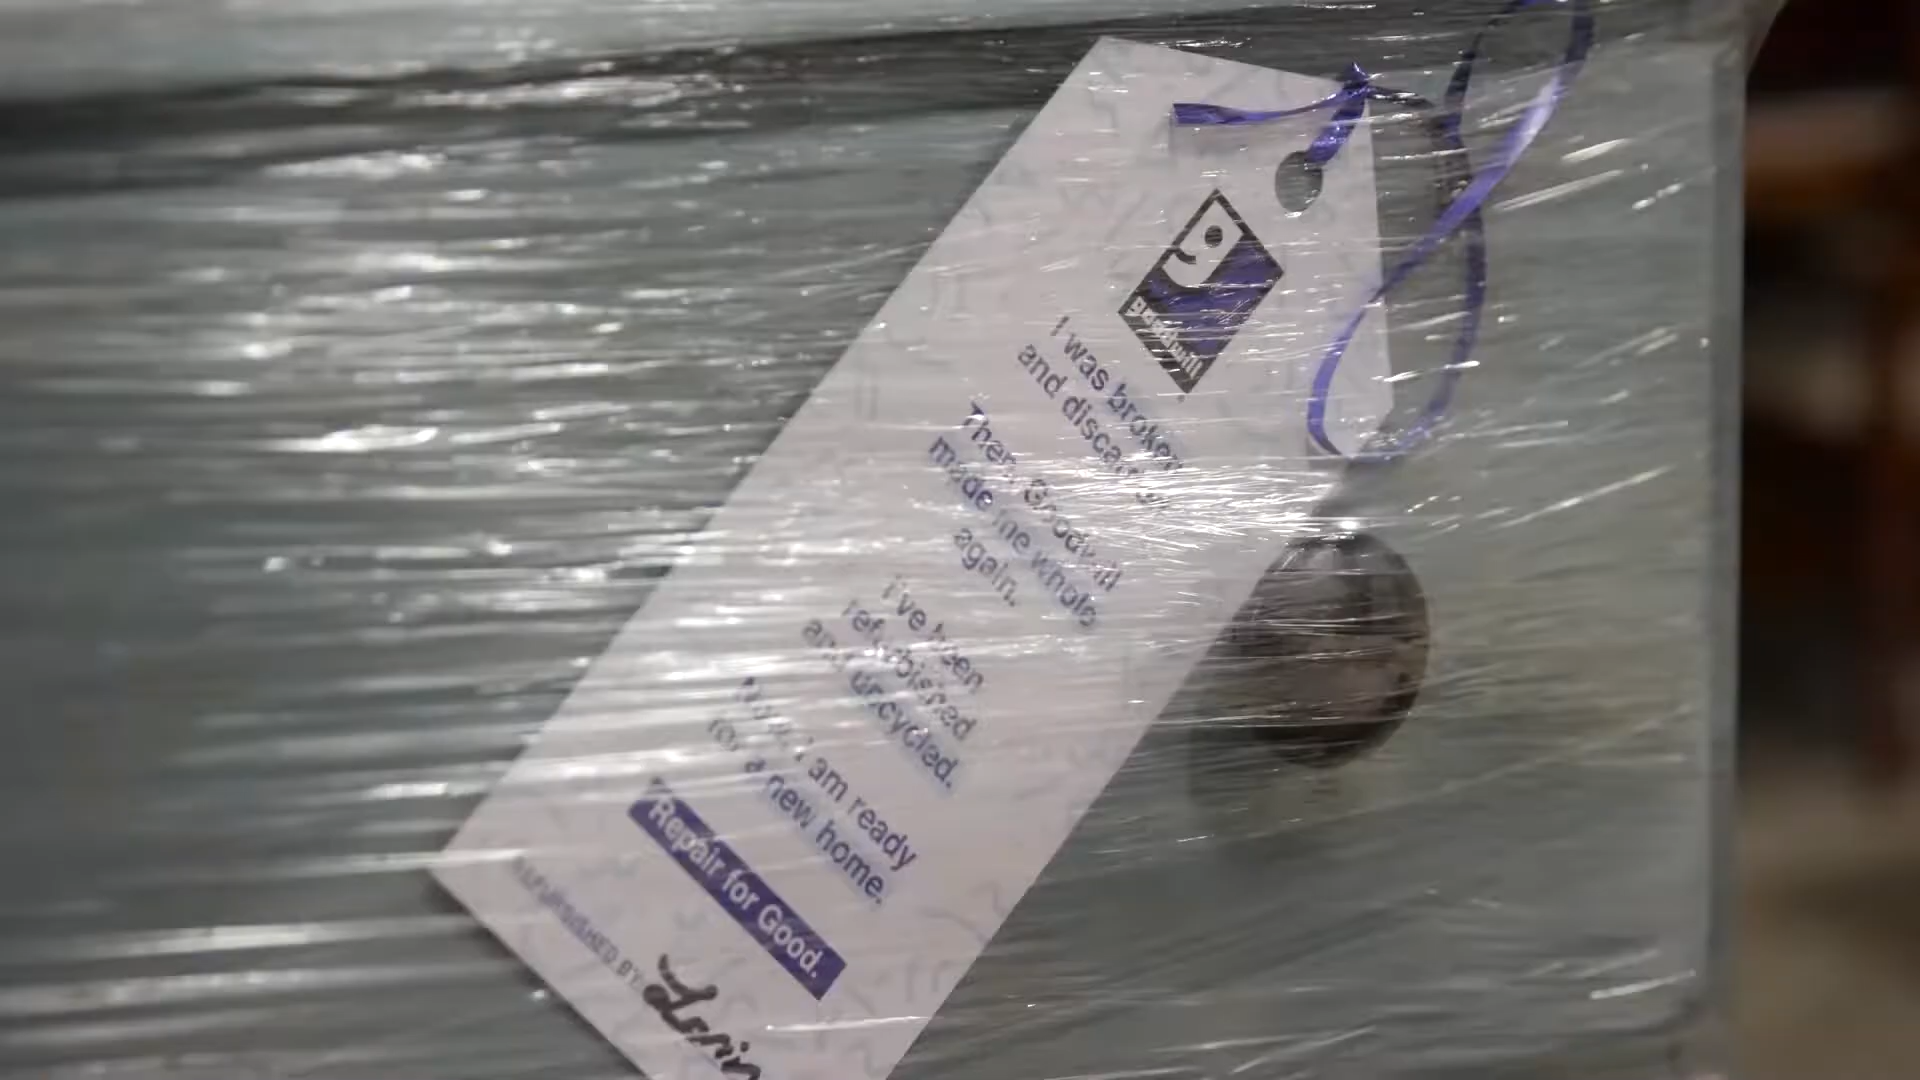 goodwill
I was broken
and discarded.
Then Goodwill
made me whole
again.
I've been
refurbished
and upcycled.
Now I am ready
for a new home.
Repair for Good.
REFURBISHED BY: